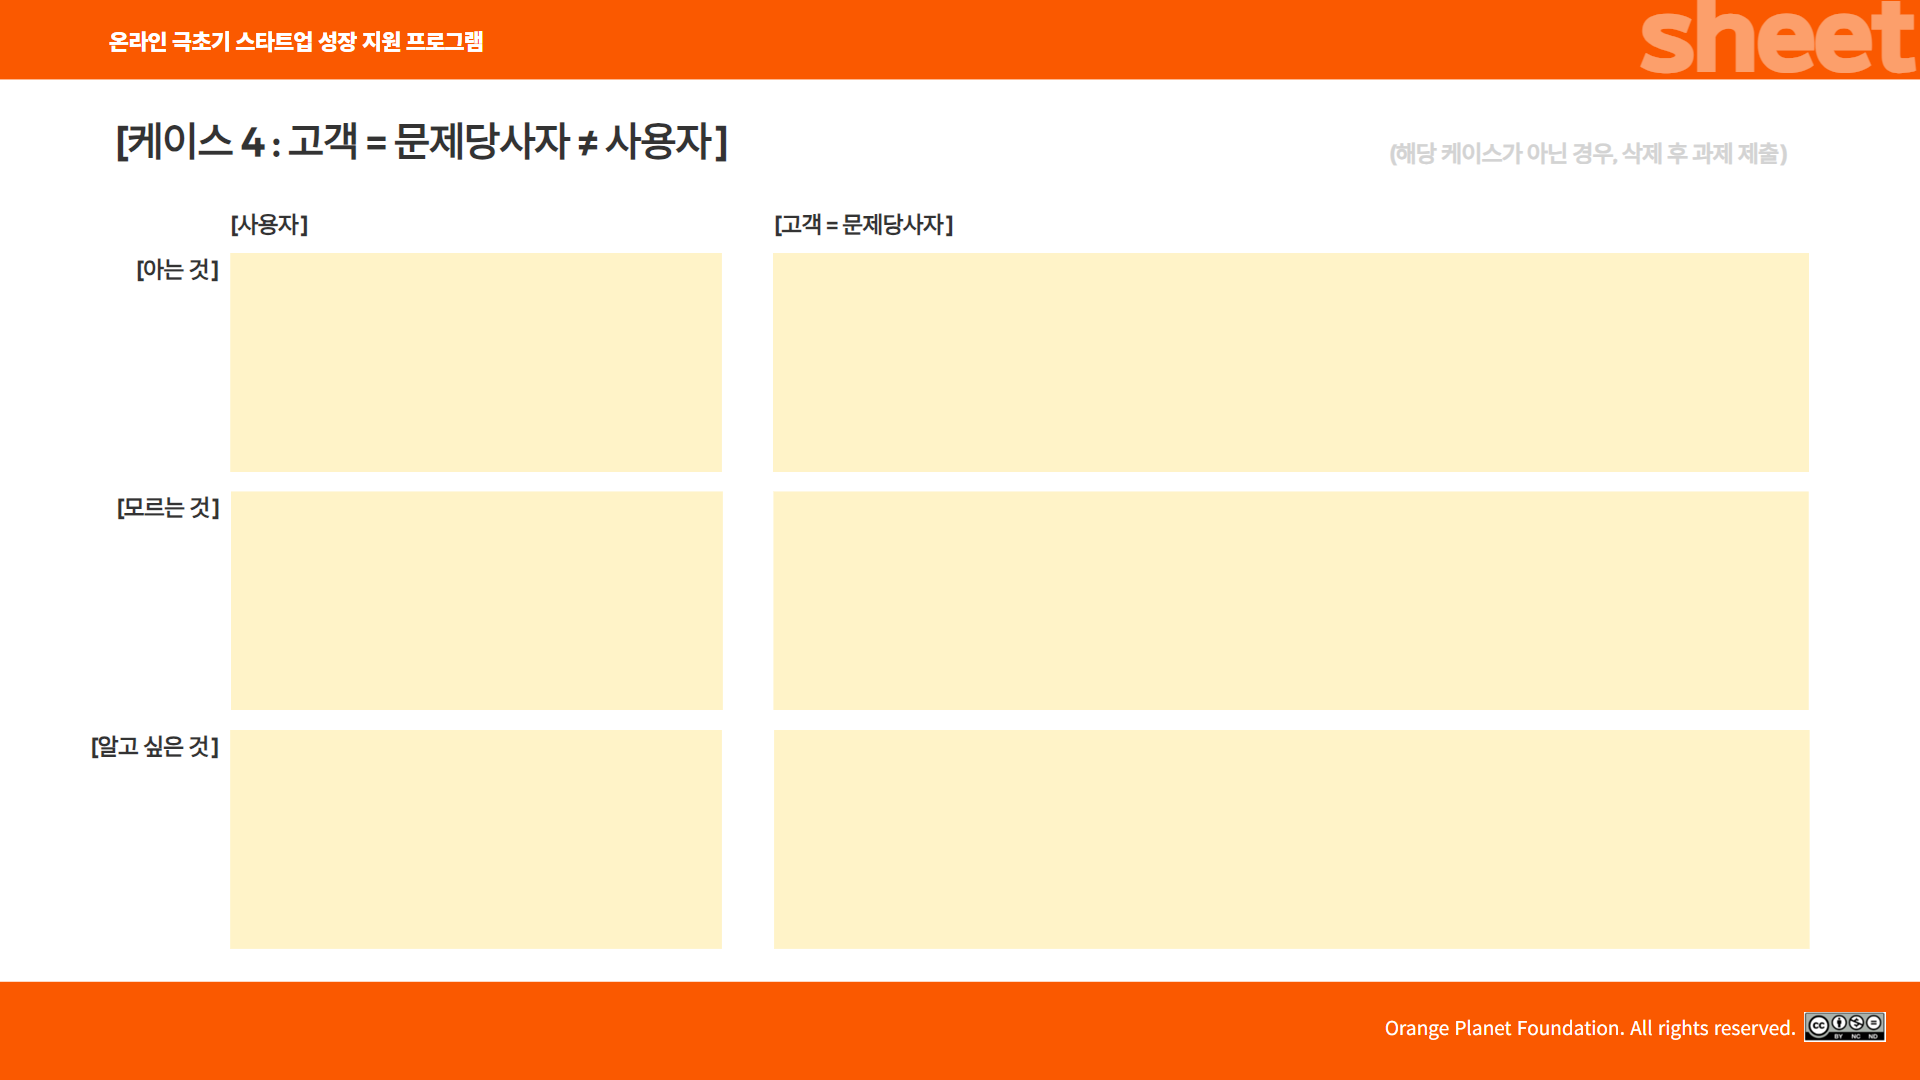 온라인 극초기 스타트업 성장 지원 프로그램
sheet
[케이스 4 : 고객 = 문제당사자 ≠ 사용자]
(해당 케이스가 아닌 경우, 삭제 후 과제 제출)
[사용자]
[고객 = 문제당사자]
[아는 것]
[모르는 것]
[알고 싶은 것]
Orange Planet Foundation. All rights reserved.
cc
BY NC ND